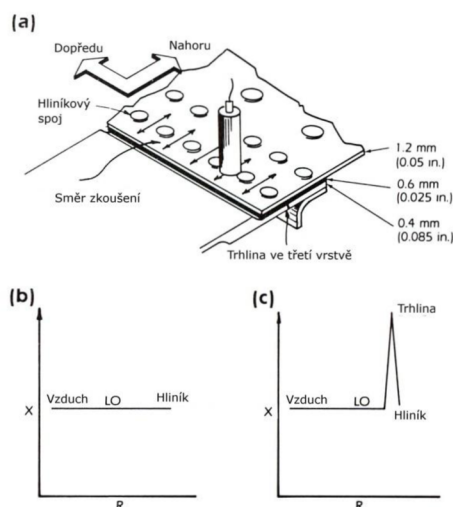 (a)
Dopředu
Nahoru
Hliníkový
spoj
Směr zkoušení
1.2 mm
(0.05 in.)
0.6 mm
(0.025 in.)
0.4 mm
(0.085 in.)
Trhlina ve třetí vrstvě
(b)
Vzduch LO Hliník
X
R
(c)
Trhlina
Vzduch LO
Hliník
X
R